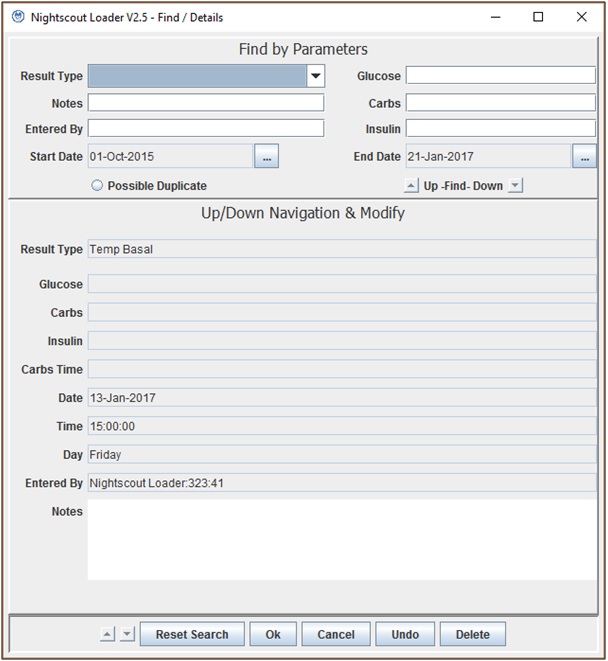 Nightscout Loader V2.5 - Find / Details
Find by Parameters
Result Type Glucose
Notes Carbs
Entered By Insulin
Start Date 01-Oct-2015 ... End Date 21-Jan-2017 ...
Possible Duplicate Up -Find- Down
Up/Down Navigation & Modify
Result Type Temp Basal
Glucose
Carbs
Insulin
Carbs Time
Date 13-Jan-2017
Time 15:00:00
Day Friday
Entered By Nightscout Loader:323:41
Notes
Reset Search Ok Cancel Undo Delete